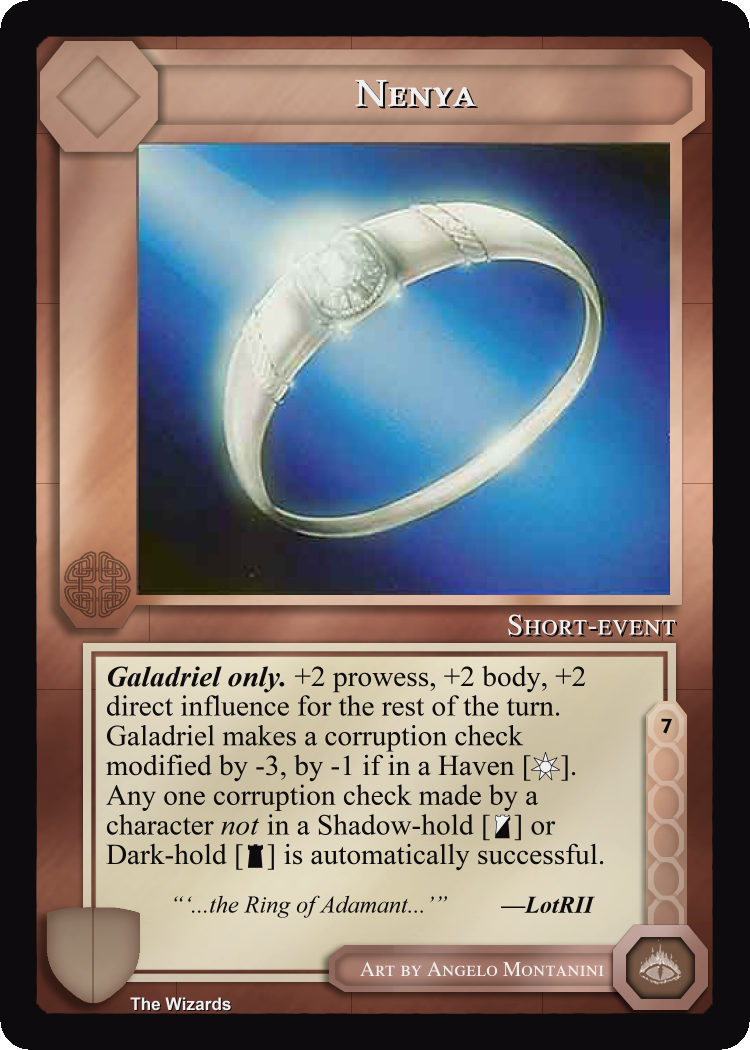 Nenya
Short-event
Galadriel only. +2 prowess, +2 body, +2
direct influence for the rest of the turn.
Galadriel makes a corruption check
modified by -3, by -1 if in a Haven [ ].
Any one corruption check made by a
character not in a Shadow-hold [ ] or
Dark-hold [ ] is automatically successful.
7
“‘...the Ring of Adamant...’” —LotRII
Art by Angelo Montanini
The Wizards